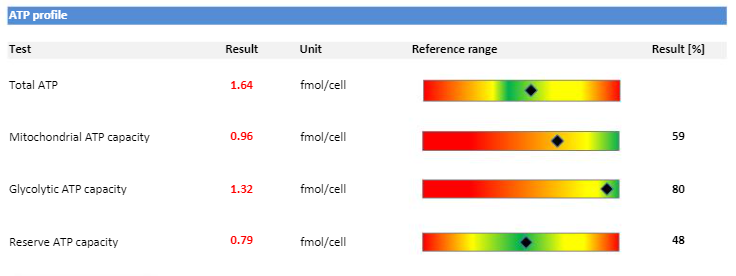 ATP profile
Test Result Unit Reference range Result [%]
Total ATP 1.64 fmol/cell
Mitochondrial ATP capacity 0.96 fmol/cell 59
Glycolytic ATP capacity 1.32 fmol/cell 80
Reserve ATP capacity 0.79 fmol/cell 48